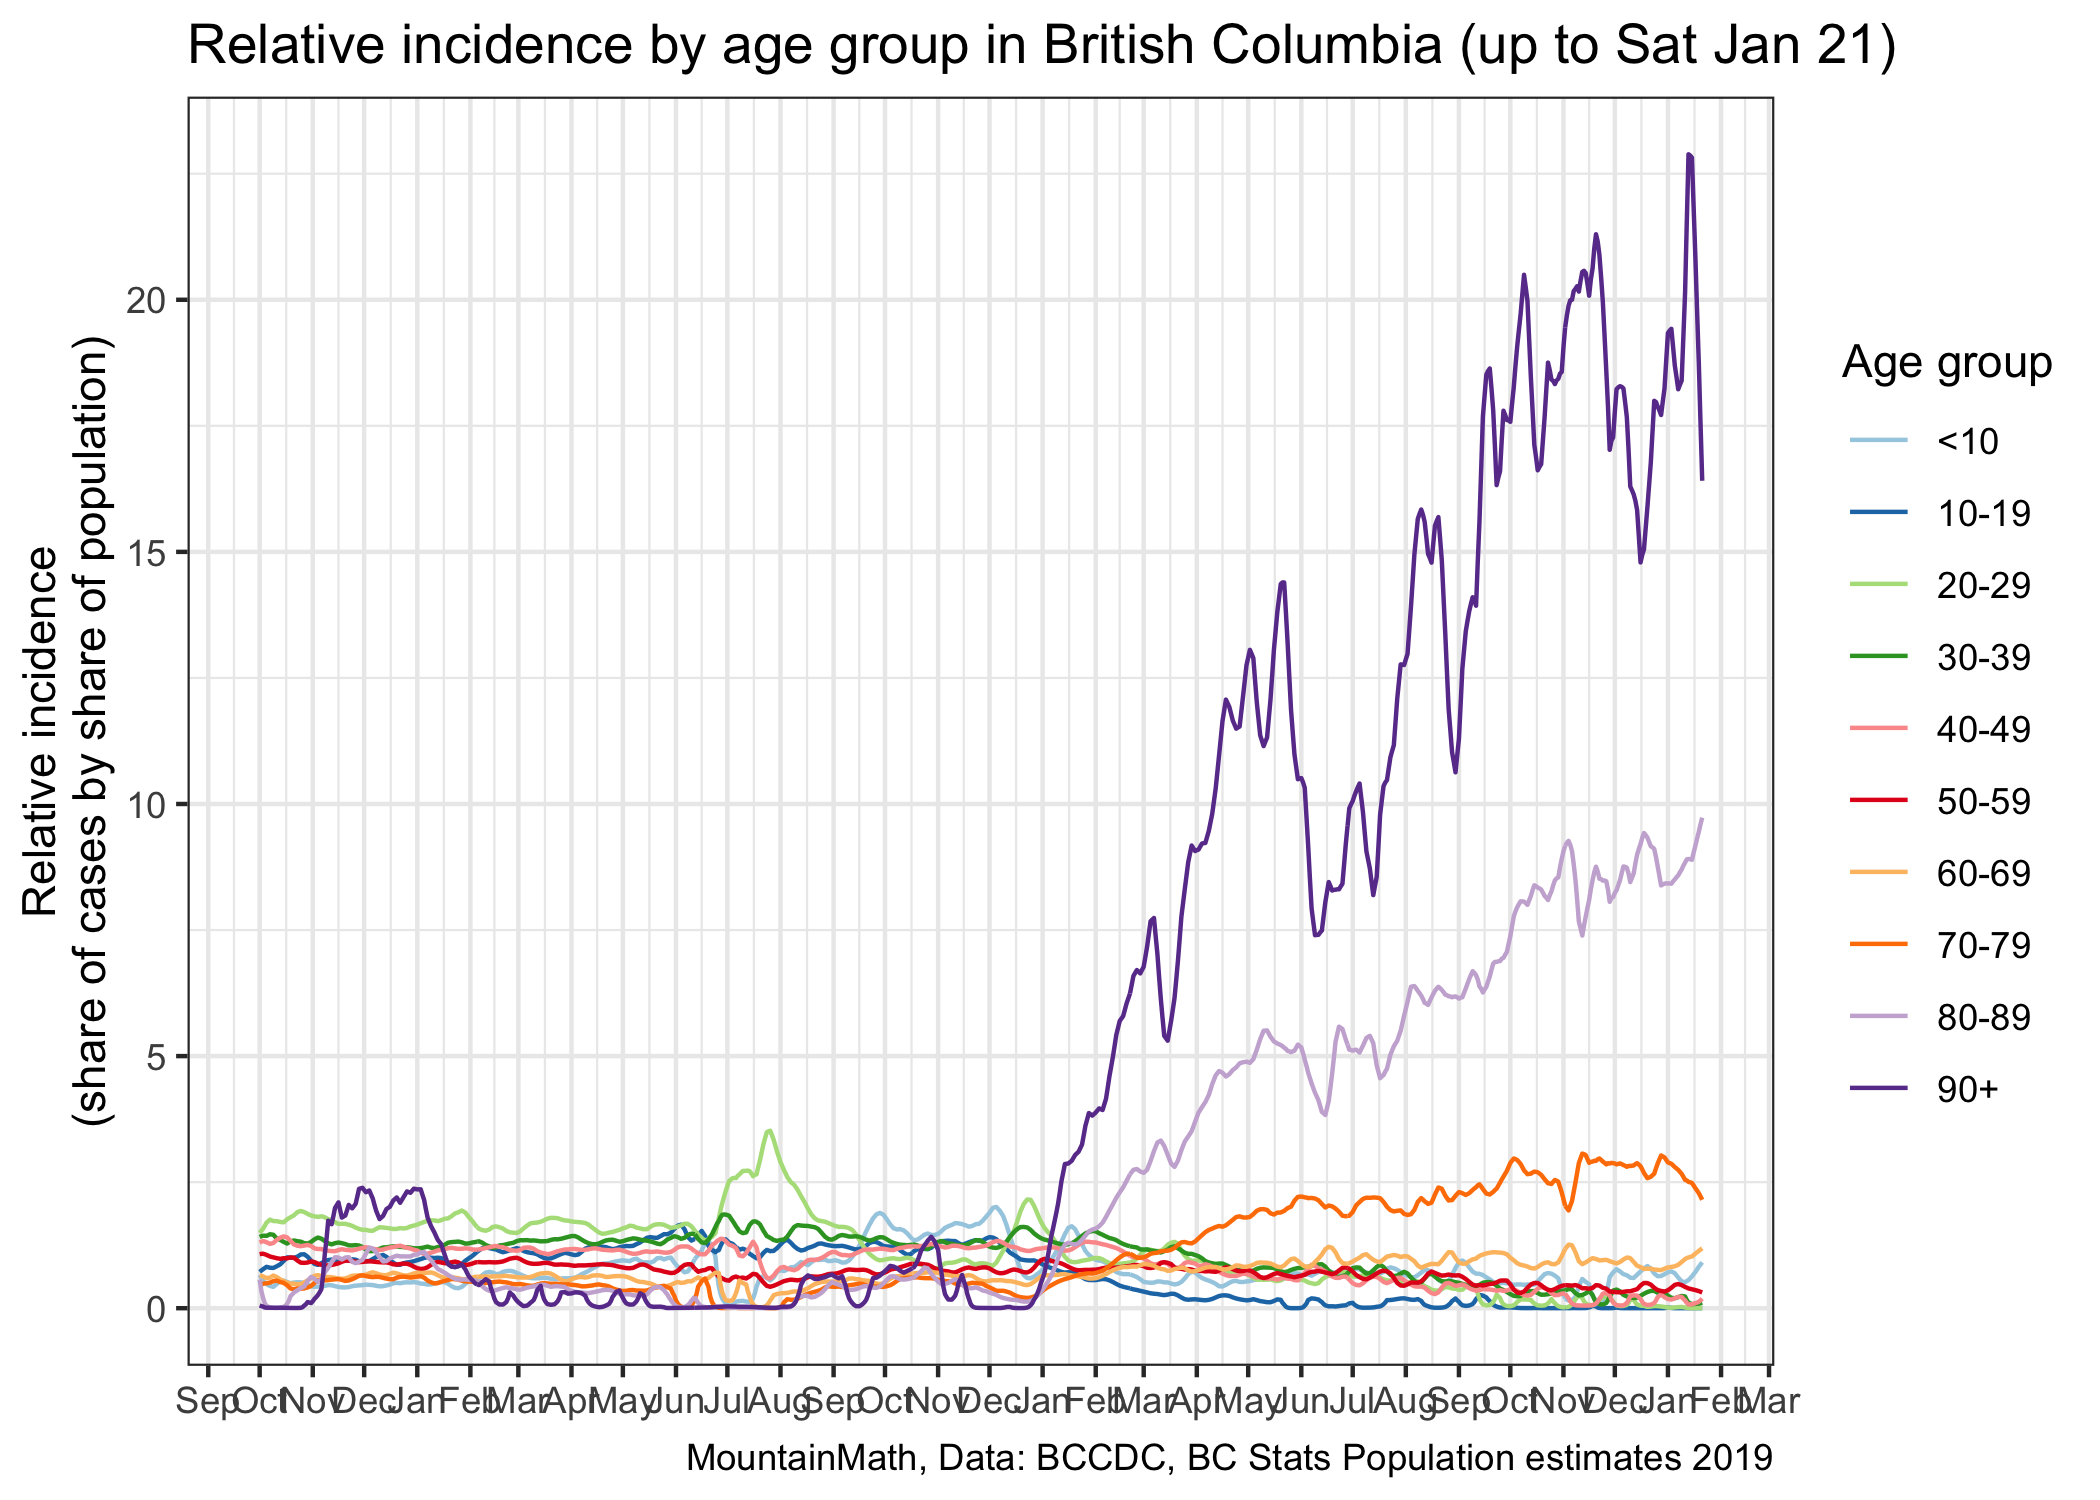 Relative incidence by age group in British Columbia (up to Sat Jan 21)
Relative incidence
(share of cases by share of population)
20
15
10
5
0
Sep Oct Nov Dec Jan Feb Mar Apr May Jun Jul Aug Sep Oct Nov Dec Jan Feb Mar Apr May Jun Jul Aug Sep Oct Nov Dec Jan Feb Mar
Age group
<10
10-19
20-29
30-39
40-49
50-59
60-69
70-79
80-89
90+
MountainMath, Data: BCCDC, BC Stats Population estimates 2019